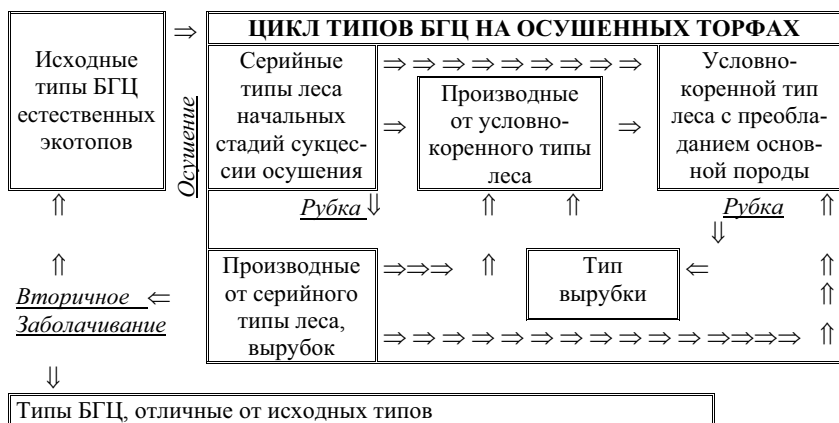 ЦИКЛ ТИПОВ БГЦ НА ОСУШЕННЫХ ТОРФАХ
Исходные
типы БГЦ
естественных
экотопов
⇒
Осушение
Серийные
типы леса
начальных
стадий сукцес-
сии осушения
⇒ ⇒ ⇒ ⇒ ⇒ ⇒ ⇒ ⇒ ⇒
⇒
Производные
от условно-
коренного типы
леса
⇒
Условно-
коренной тип
леса с преобла-
данием основ-
ной породы
⇑
Рубка ⇓
⇑
⇑
Рубка
⇓
⇑
⇑
Вторичное ⇐
Заболачивание
Производные
от серийного
типы леса,
вырубок
⇒⇒⇒
⇑
Тип
вырубки
⇐
⇑
⇑
⇒ ⇒ ⇒ ⇒ ⇒ ⇒ ⇒ ⇒ ⇒ ⇒ ⇒ ⇒⇒⇒⇒ ⇑
⇓
Типы БГЦ, отличные от исходных типов